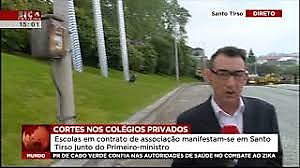 SIC
NOTÍCIAS
15:01
Santo Tirso
DIRETO
CORTES NOS COLÉGIOS PRIVADOS
Escolas em contrato de associação manifestam-se em Santo
Tirso junto do Primeiro-ministro
MUNDO
PR DE CABO VERDE CONFIA NAS AUTORIDADES DE SAÚDE NO COMBATE AO ZIKA